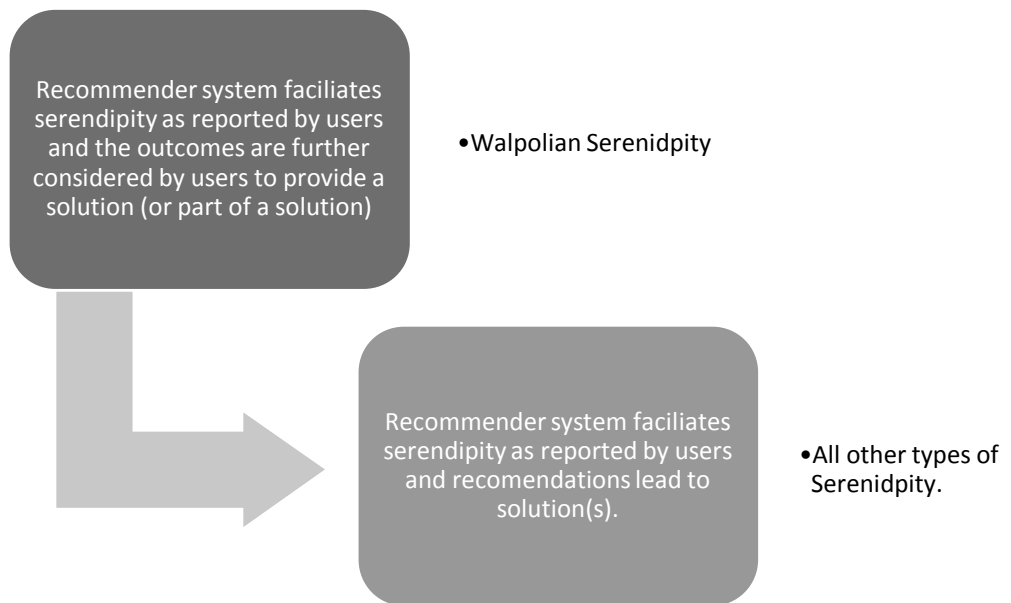 Recommender system faciliates
serendipity as reported by users
and the outcomes are further
considered by users to provide a
solution (or part of a solution)
•Walpolian Serenidpity
Recommender system faciliates
serendipity as reported by users
and recomendations lead to
solution(s).
•All other types of
Serenidpity.